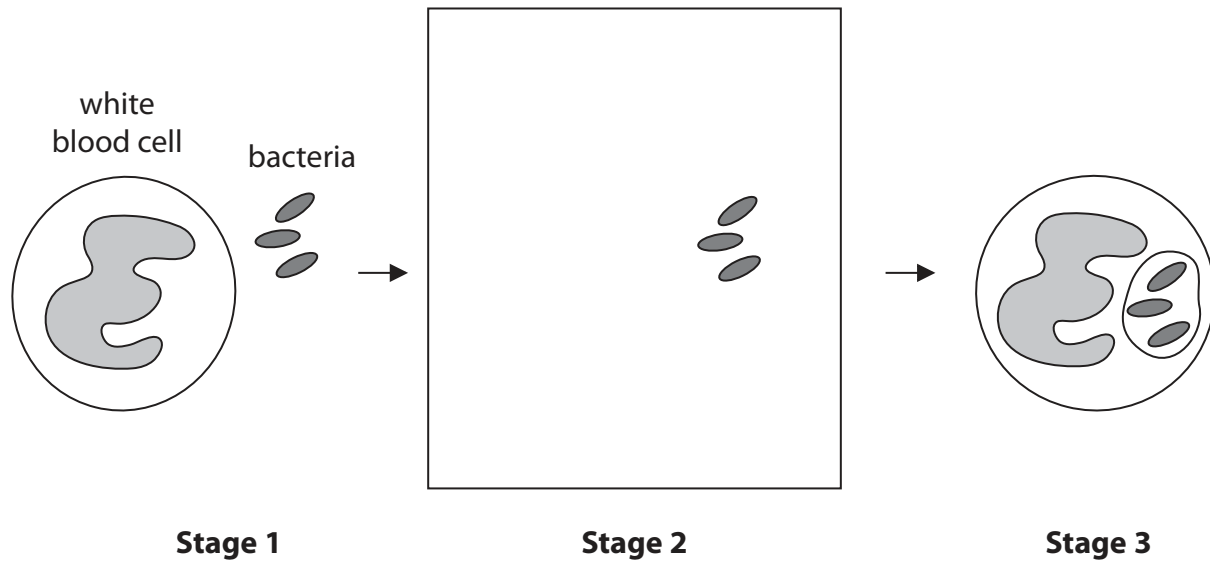 white
blood cell
bacteria
Stage 1
Stage 2
Stage 3